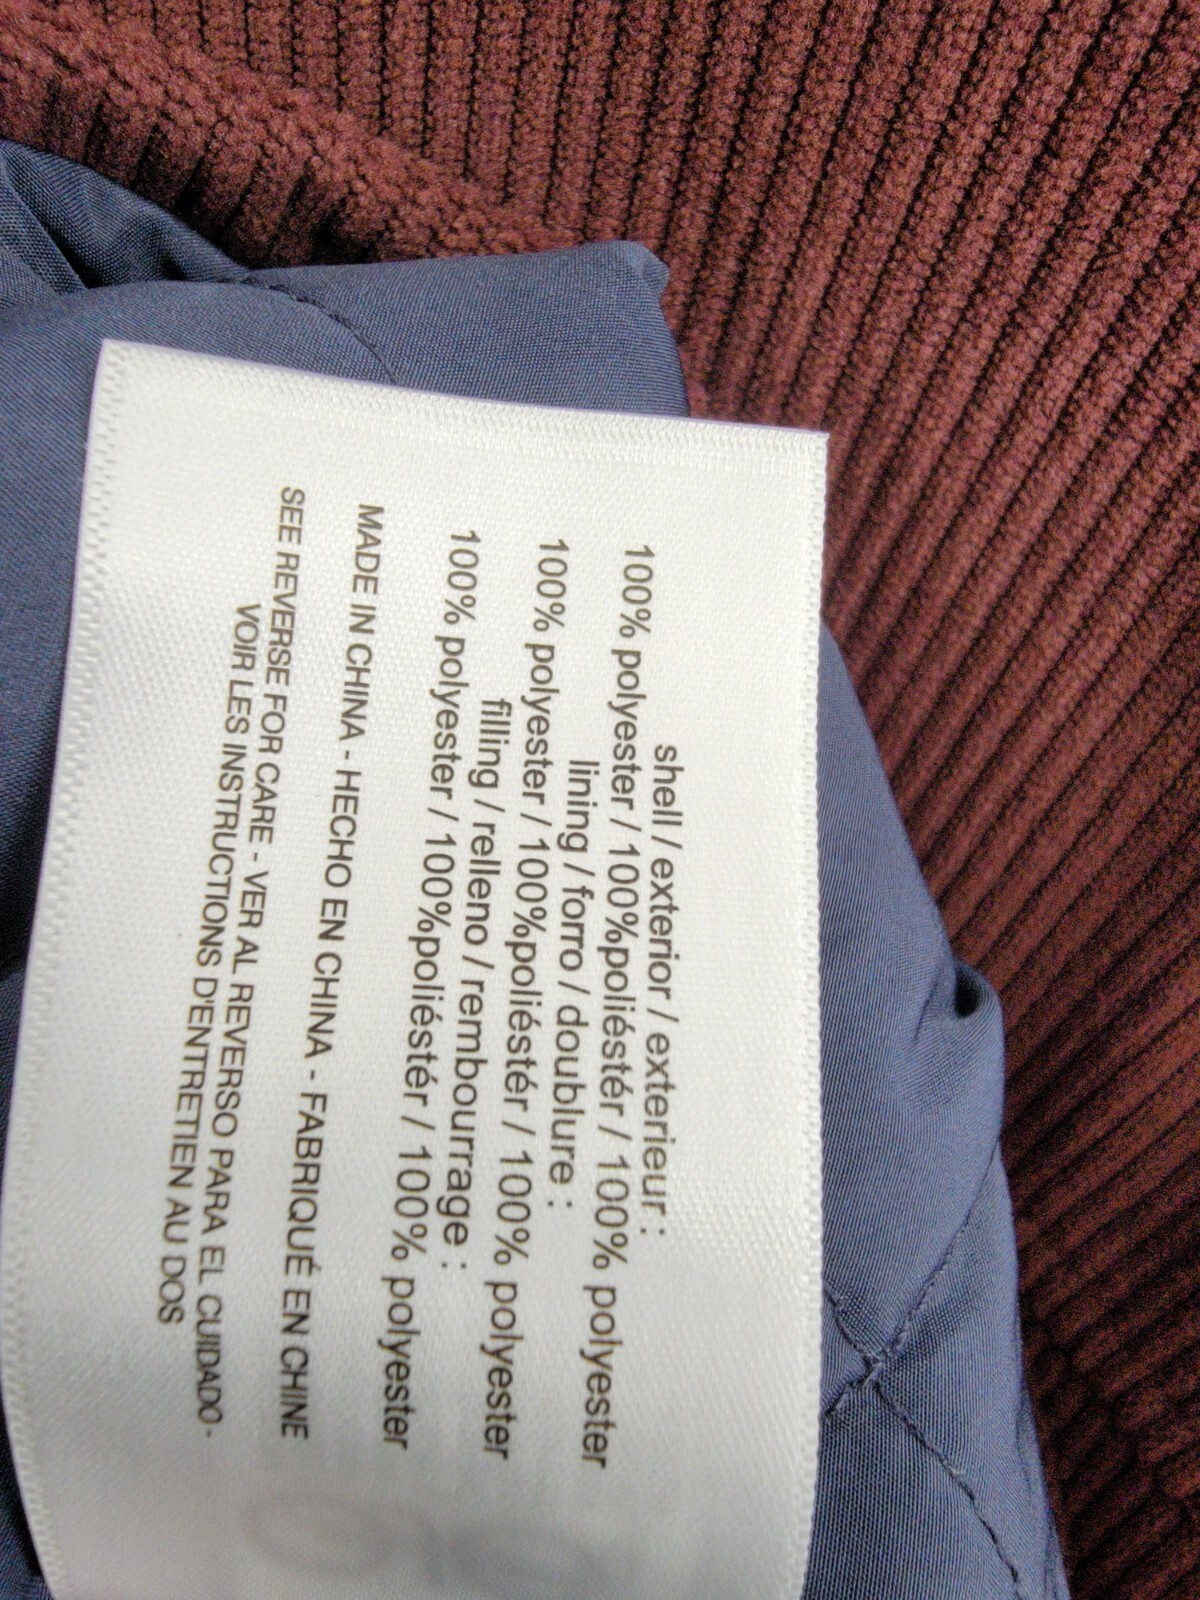 shell / exterior / exterieur :
100% polyester / 100%poliéstér / 100% polyester
lining / forro / doublure :
100% polyester / 100%poliéstér / 100% polyester
filling / relleno / rembourrage :
100% polyester / 100%poliéstér / 100% polyester
MADE IN CHINA - HECHO EN CHINA - FABRIQUÉ EN CHINE
SEE REVERSE FOR CARE - VER AL REVERSO PARA EL CUIDADO -
VOIR LES INSTRUCTIONS D'ENTRETIEN AU DOS